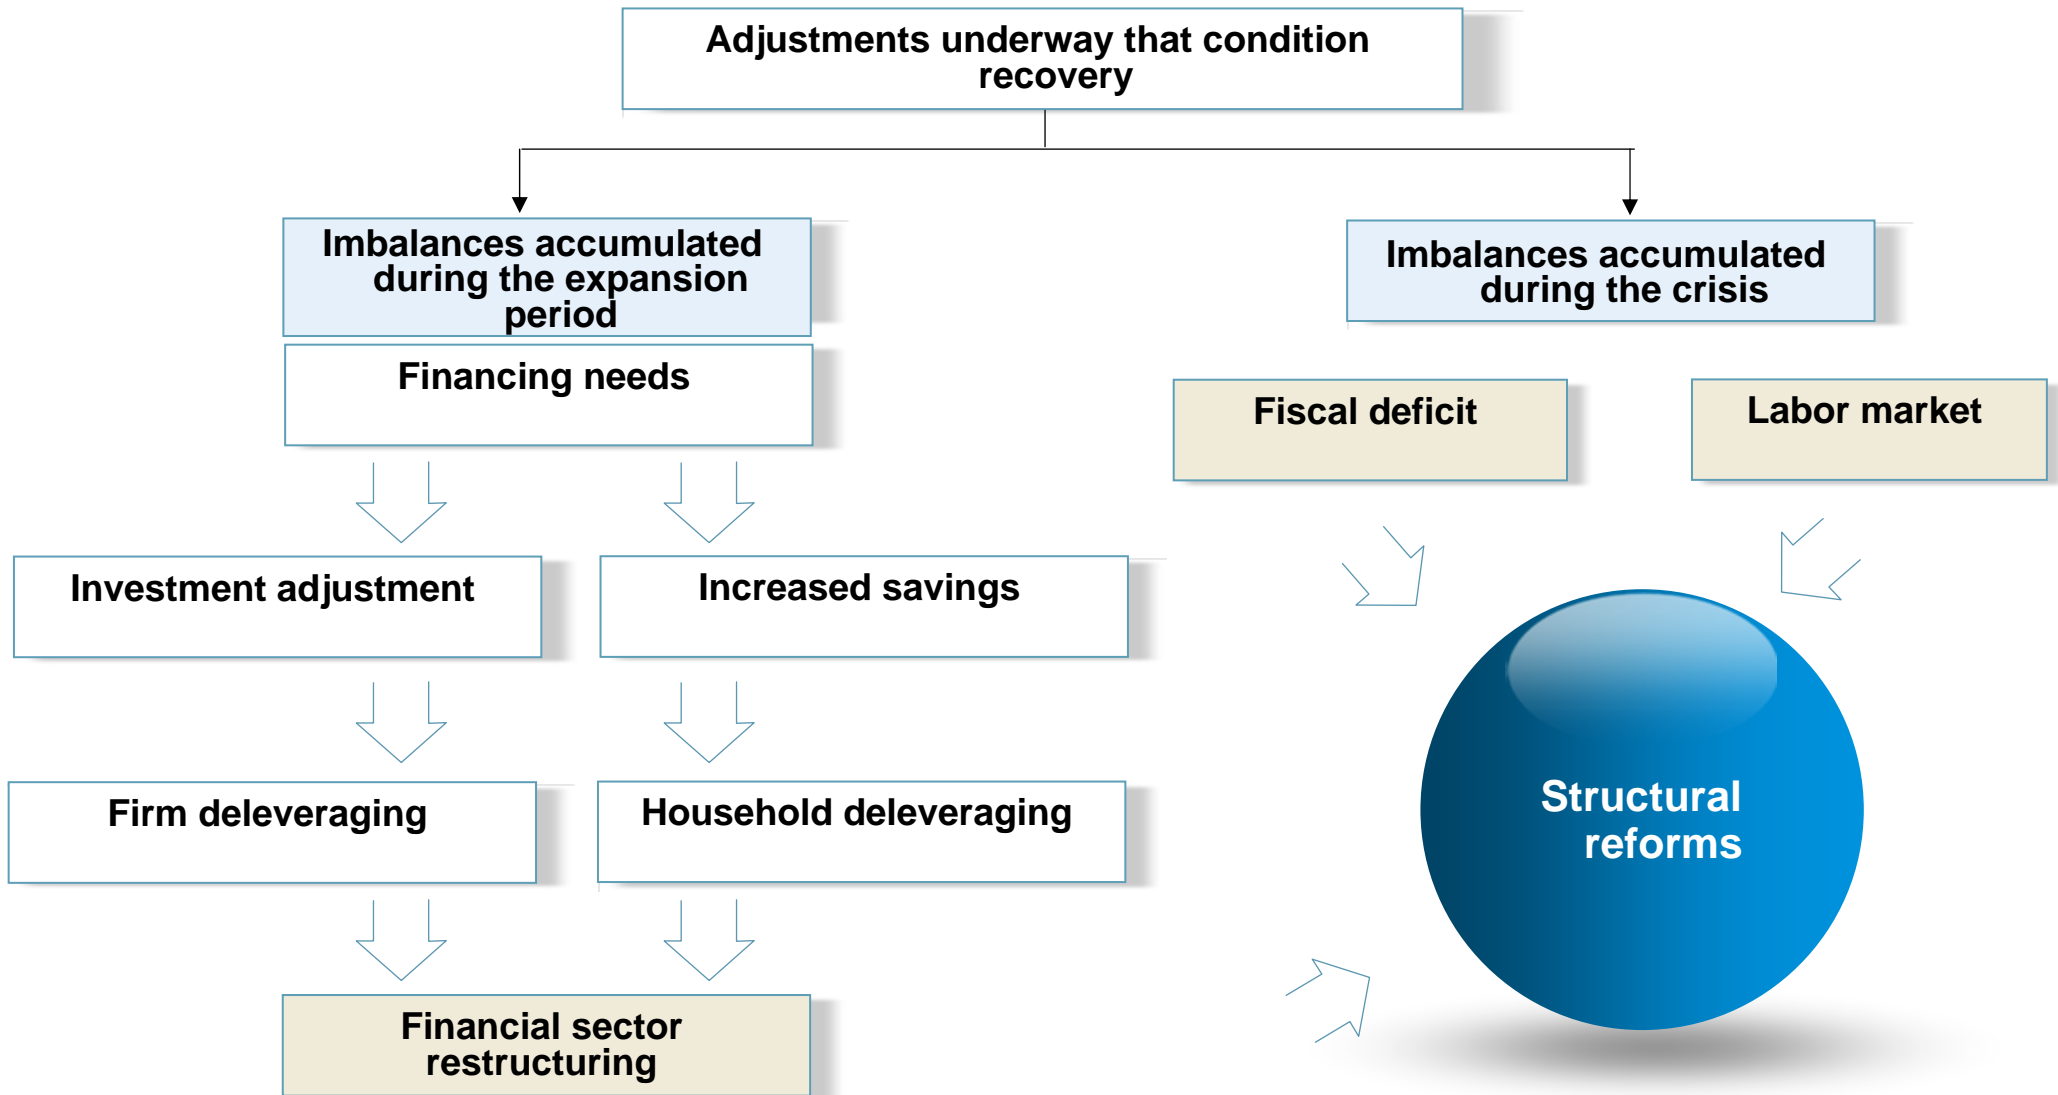 Adjustments underway that condition
recovery
Imbalances accumulated
during the expansion
period
Imbalances accumulated
during the crisis
Financing needs
Fiscal deficit
Labor market
Investment adjustment
Increased savings
Firm deleveraging
Household deleveraging
Structural
reforms
Financial sector
restructuring